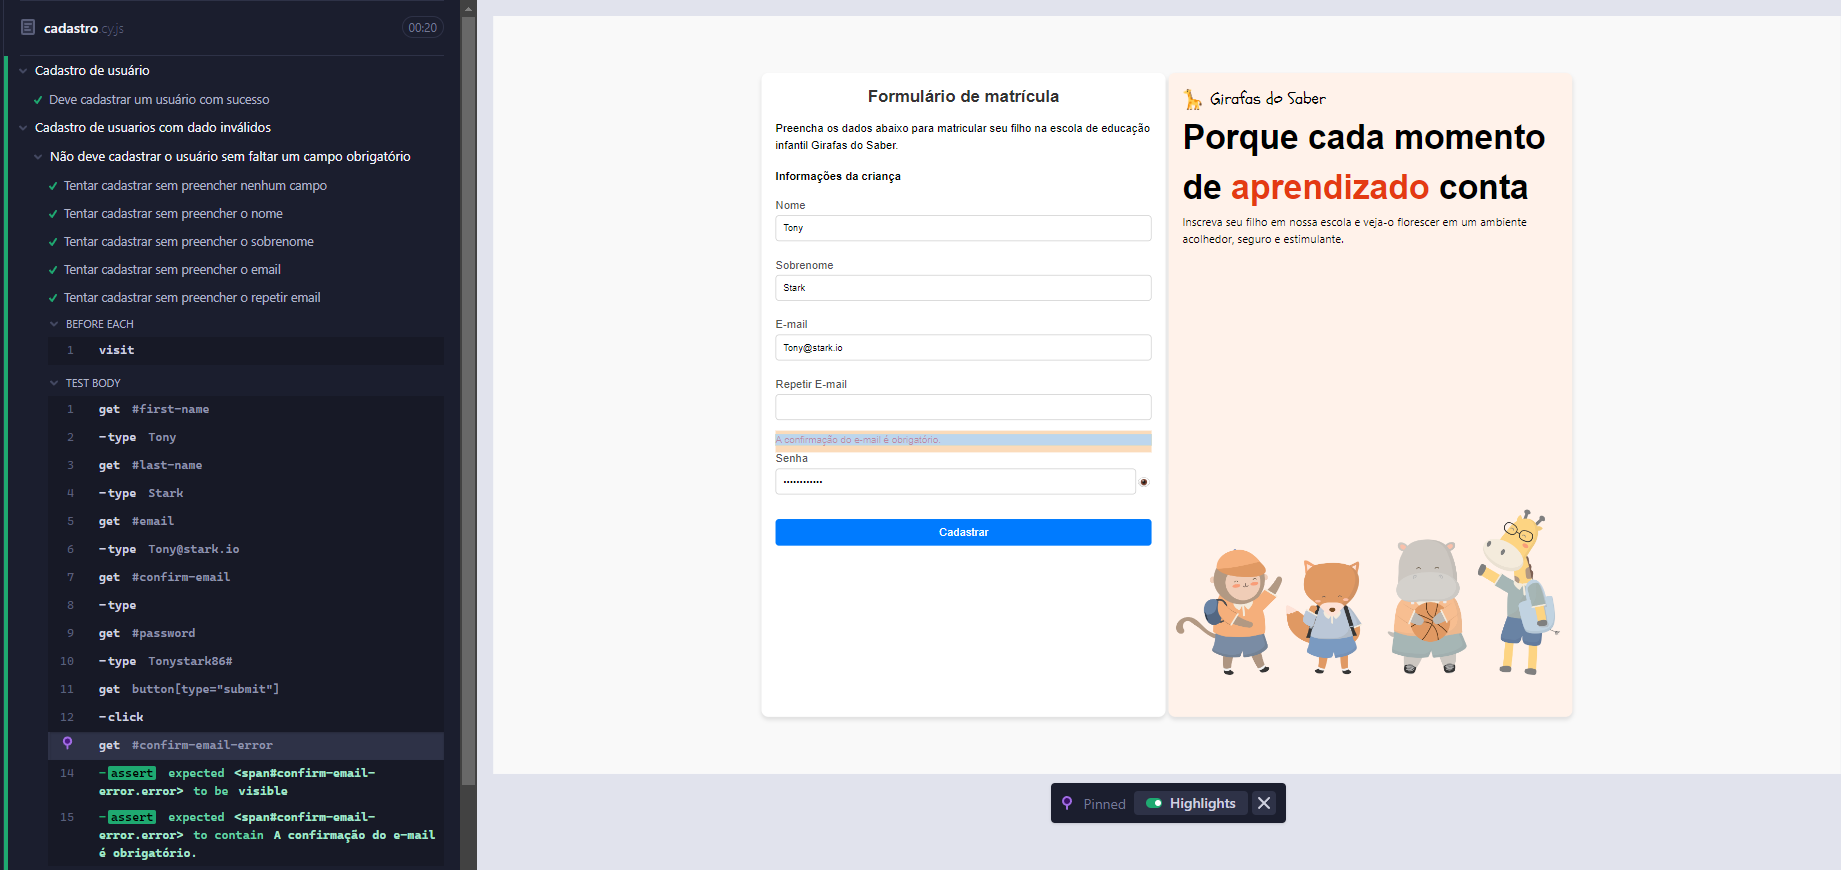 cadastro.cy.js
00:20
Cadastro de usuário
Deve cadastrar um usuário com sucesso
Cadastro de usuarios com dado inválidos
Não deve cadastrar o usuário sem faltar um campo obrigatório
Tentar cadastrar sem preencher nenhum campo
Tentar cadastrar sem preencher o nome
Tentar cadastrar sem preencher o sobrenome
Tentar cadastrar sem preencher o email
Tentar cadastrar sem preencher o repetir email
BEFORE EACH
1 visit
TEST BODY
1 get #first-name
2 -type Tony
3 get #last-name
4 -type Stark
5 get #email
6 -type Tony@stark.io
7 get #confirm-email
8 -type
9 get #password
10 -type Tonystark86#
11 get button[type="submit"]
12 -click
get #confirm-email-error
14 -assert expected <span#confirm-email-
error.error> to be visible
15 -assert expected <span#confirm-email-
error.error> to contain A confirmação do e-mail
é obrigatório.
Formulário de matrícula
Preencha os dados abaixo para matricular seu filho na escola de educação
infantil Girafas do Saber.
Informações da criança
Nome
Tony
Sobrenome
Stark
E-mail
Tony@stark.io
Repetir E-mail
A confirmação do e-mail é obrigatório.
Senha
••••••••••••
Cadastrar
Girafas do Saber
Porque cada momento
de aprendizado conta
Inscreva seu filho em nossa escola e veja-o florescer em um ambiente
acolhedor, seguro e estimulante.
Pinned
Highlights